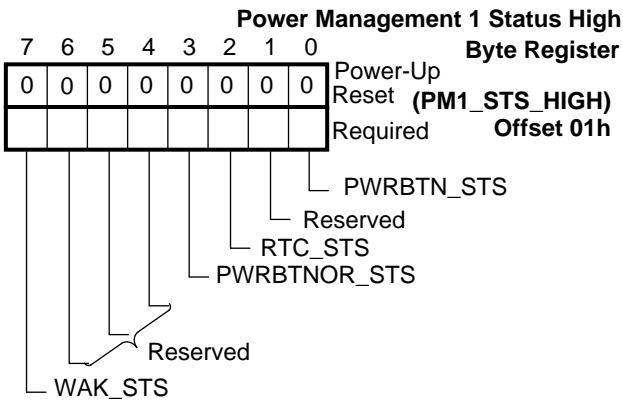 Power Management 1 Status High
Byte Register
(PM1_STS_HIGH)
Offset 01h
7 6 5 4 3 2 1 0
0 0 0 0 0 0 0 0
Power-Up
Reset
Required
PWRBTN_STS
Reserved
RTC_STS
PWRBTNOR_STS
Reserved
WAK_STS